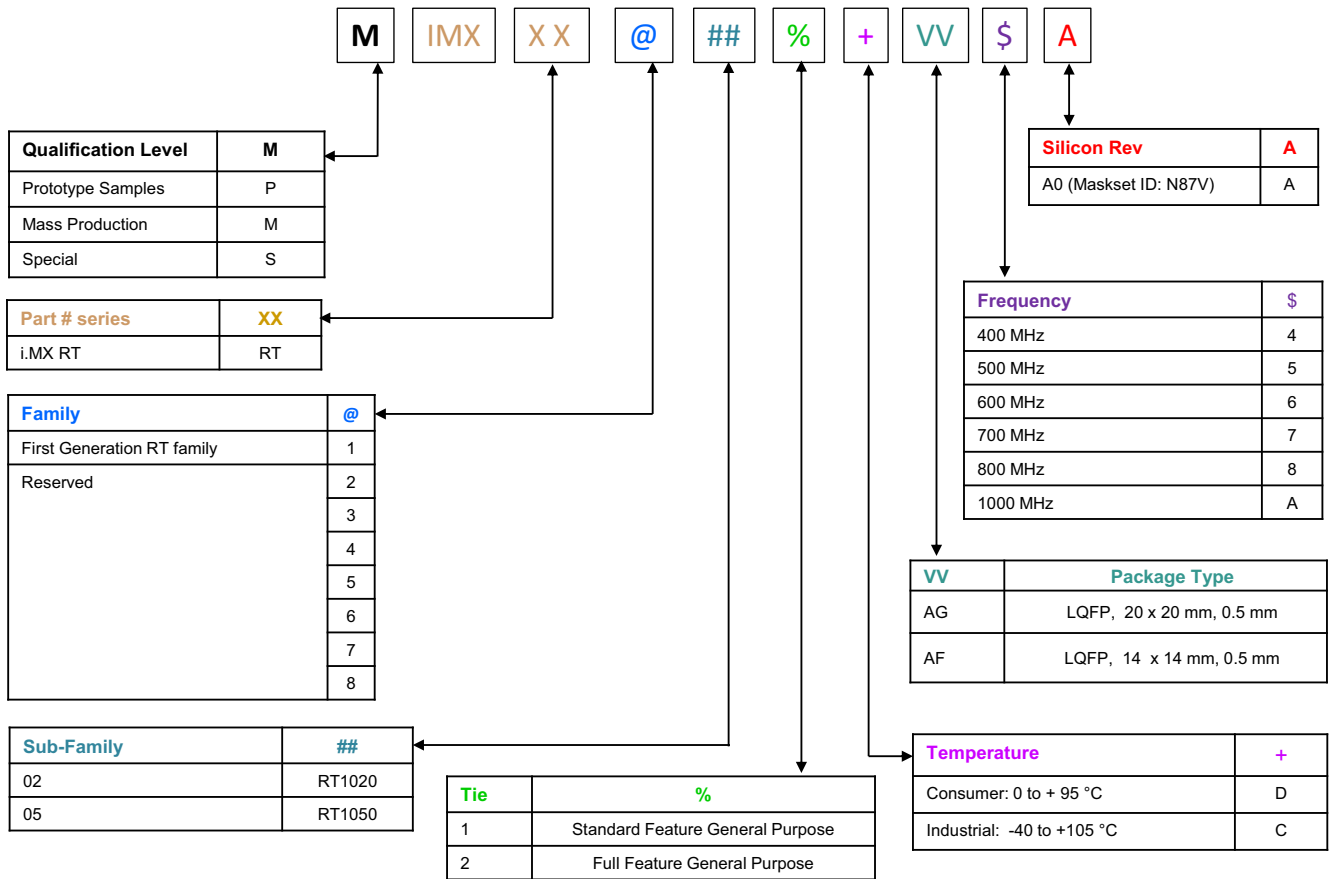 M IMX X X @ ## % + VV $ A
Qualification Level M
Prototype Samples P
Mass Production M
Special S
Part # series XX
i.MX RT RT
Family @
First Generation RT family 1
Reserved 2
3
4
5
6
7
8
Sub-Family ##
02 RT1020
05 RT1050
Tie %
1 Standard Feature General Purpose
2 Full Feature General Purpose
Silicon Rev A
A0 (Maskset ID: N87V) A
Frequency $
400 MHz 4
500 MHz 5
600 MHz 6
700 MHz 7
800 MHz 8
1000 MHz A
VV Package Type
AG LQFP, 20 x 20 mm, 0.5 mm
AF LQFP, 14 x 14 mm, 0.5 mm
Temperature +
Consumer: 0 to + 95 °C D
Industrial: -40 to +105 °C C